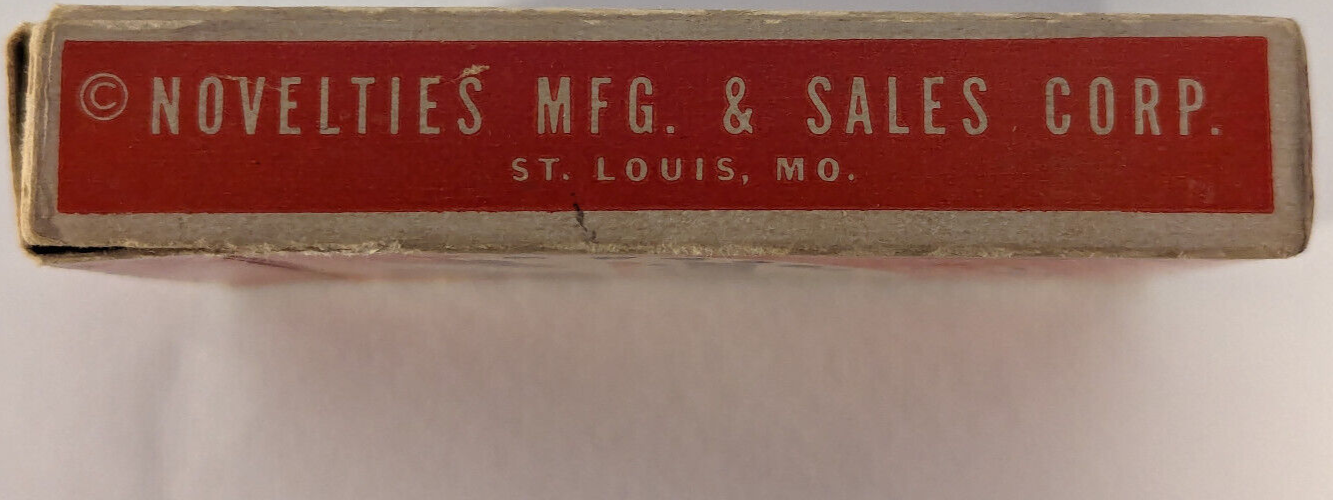 © NOVELTIES MFG. & SALES CORP.
ST. LOUIS, MO.